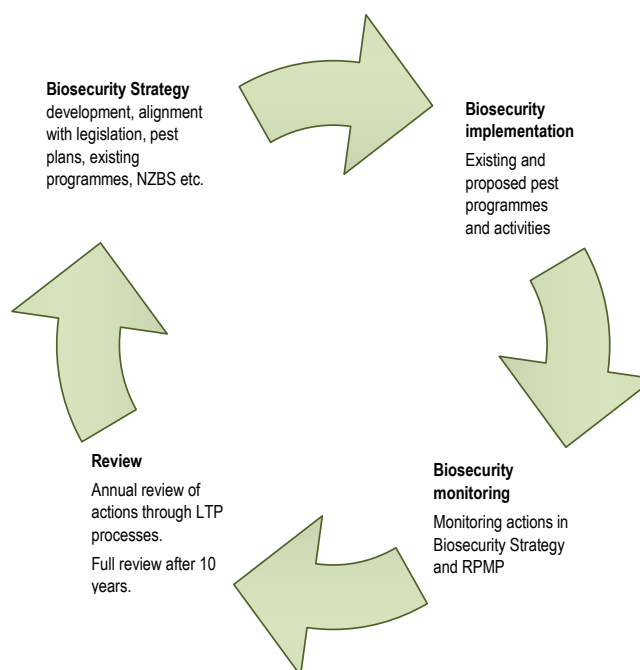 Biosecurity Strategy
development, alignment
with legislation, pest
plans, existing
programmes, NZBS etc.
Biosecurity
implementation
Existing and
proposed pest
programmes
and activities
Biosecurity
monitoring
Monitoring actions in
Biosecurity Strategy
and RPMP
Review
Annual review of
actions through LTP
processes.
Full review after 10
years.